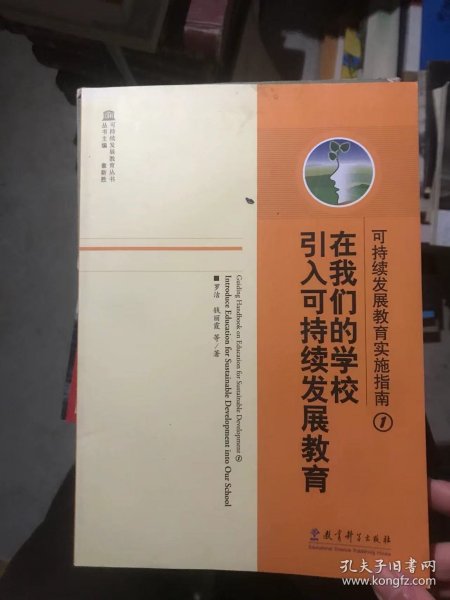 可持续发展教育丛书
丛书主编 章新胜
可持续发展教育实施指南①
在我们的学校
引入可持续发展教育
Guiding Handbook on Education for Sustainable Development ①
Introduce Education for Sustainable Development into Our School
■罗洁 钱丽霞 等/著
教育科学出版社
Educational Science Publishing House
孔夫子旧书网
www.kongfz.com